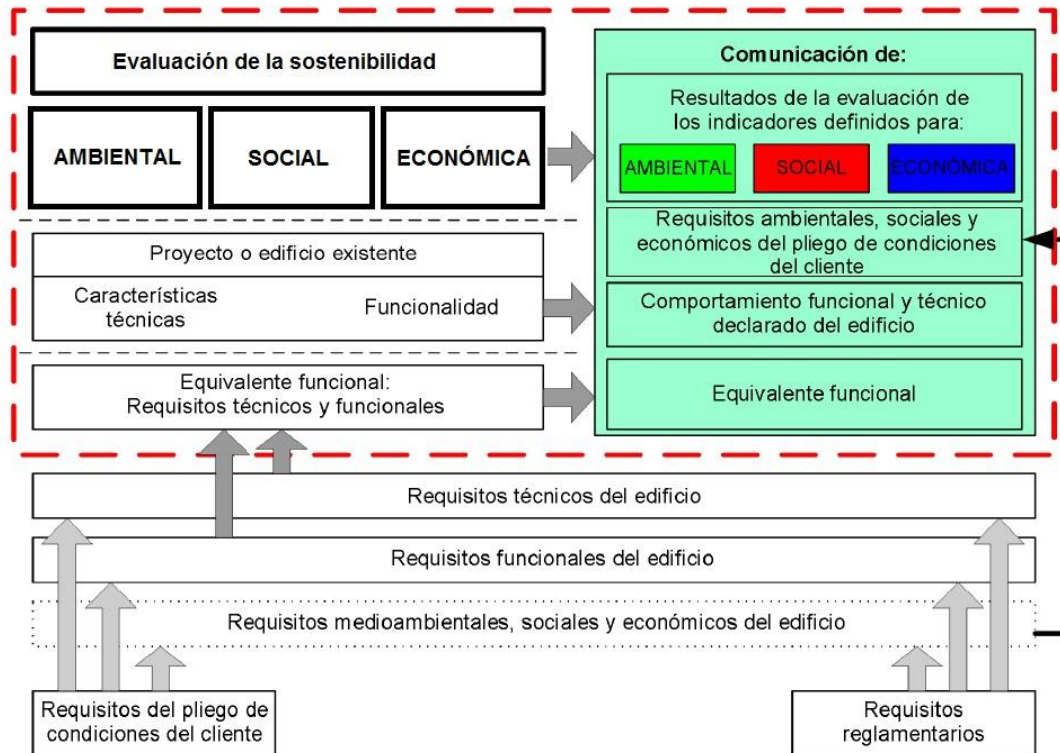 Evaluación de la sostenibilidad
AMBIENTAL
SOCIAL
ECONÓMICA
Proyecto o edificio existente
Características
técnicas
Funcionalidad
Equivalente funcional:
Requisitos técnicos y funcionales
Comunicación de:
Resultados de la evaluación de
los indicadores definidos para:
AMBIENTAL
SOCIAL
ECONÓMICA
Requisitos ambientales, sociales y
económicos del pliego de condiciones
del cliente
Comportamiento funcional y técnico
declarado del edificio
Equivalente funcional
Requisitos técnicos del edificio
Requisitos funcionales del edificio
Requisitos medioambientales, sociales y económicos del edificio
Requisitos del pliego de
condiciones del cliente
Requisitos
reglamentarios